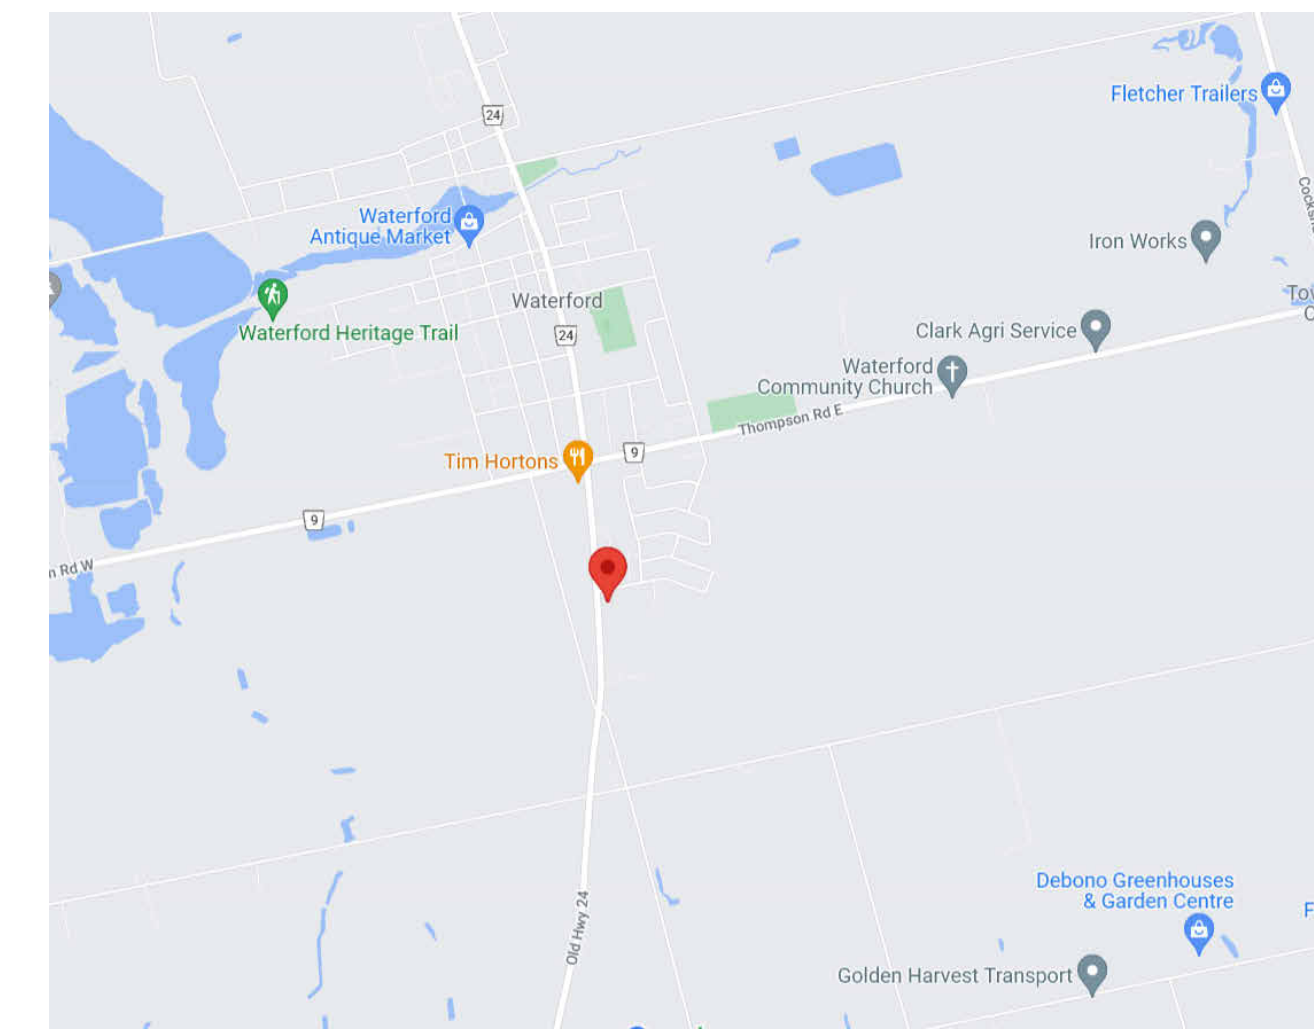 24
Fletcher Trailers
Waterford
Antique Market
Iron Works
Waterford
Waterford Heritage Trail
24
Clark Agri Service
Waterford
Community Church
Thompson Rd E
Tim Hortons
9
9
Rd W
Old Hwy 24
Debono Greenhouses
& Garden Centre
Golden Harvest Transport